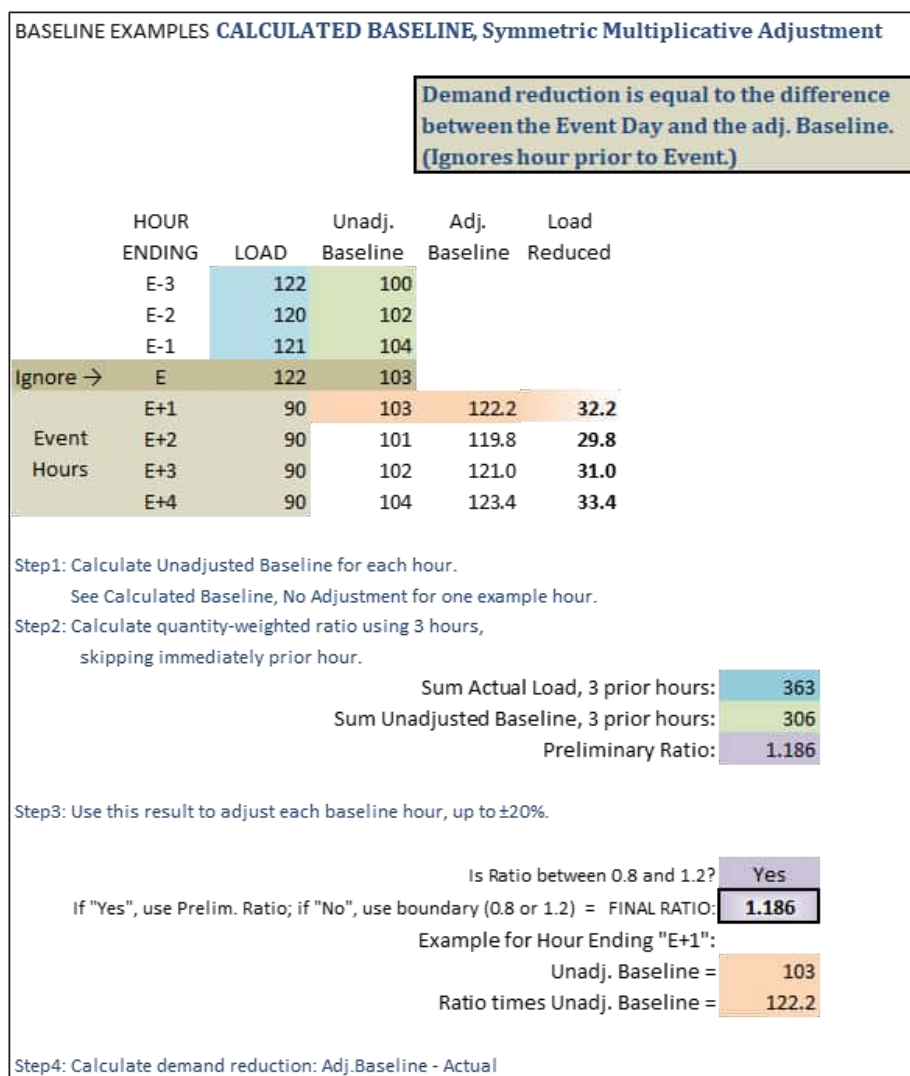 BASELINE EXAMPLES CALCULATED BASELINE, Symmetric Multiplicative Adjustment
Demand reduction is equal to the difference
between the Event Day and the adj. Baseline.
(Ignores hour prior to Event.)
HOUR Unadj. Adj. Load
ENDING LOAD Baseline Baseline Reduced
E-3 122 100
E-2 120 102
E-1 121 104
Ignore → E 122 103
E+1 90 103 122.2 32.2
Event E+2 90 101 119.8 29.8
Hours E+3 90 102 121.0 31.0
E+4 90 104 123.4 33.4
Step1: Calculate Unadjusted Baseline for each hour.
See Calculated Baseline, No Adjustment for one example hour.
Step2: Calculate quantity-weighted ratio using 3 hours,
skipping immediately prior hour.
Sum Actual Load, 3 prior hours: 363
Sum Unadjusted Baseline, 3 prior hours: 306
Preliminary Ratio: 1.186
Step3: Use this result to adjust each baseline hour, up to ±20%.
Is Ratio between 0.8 and 1.2? Yes
If "Yes", use Prelim. Ratio; if "No", use boundary (0.8 or 1.2) = FINAL RATIO: 1.186
Example for Hour Ending "E+1":
Unadj. Baseline = 103
Ratio times Unadj. Baseline = 122.2
Step4: Calculate demand reduction: Adj.Baseline - Actual